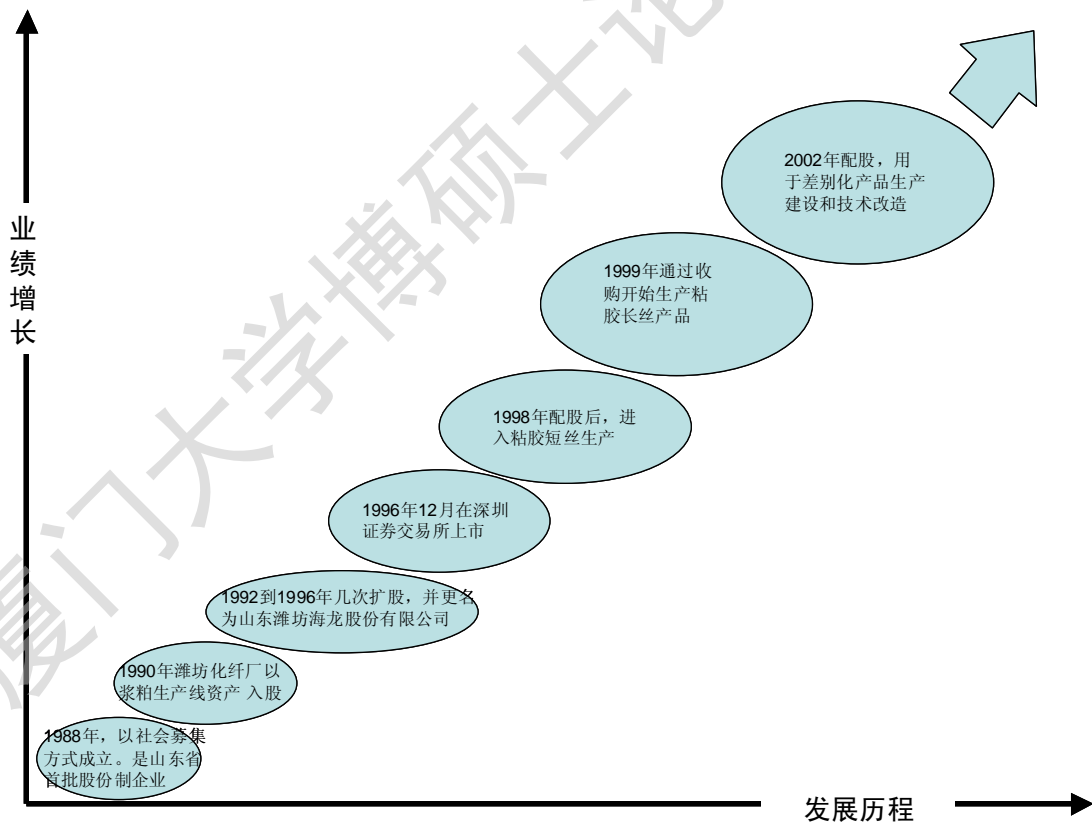 2002年配股，用
于差别化产品生产
建设和技术改造
业
绩
增
长
1999年通过收
购开始生产粘
胶长丝产品
1998年配股后，进
入粘胶短丝生产
1996年12月在深圳
证券交易所上市
1992到1996年几次扩股，并更名
为山东潍坊海龙股份有限公司
1990年潍坊化纤厂以
浆粕生产线资产 入股
1988年，以社会募集
方式成立。是山东省
首批股份制企业
发展历程
厦门大学博硕士论